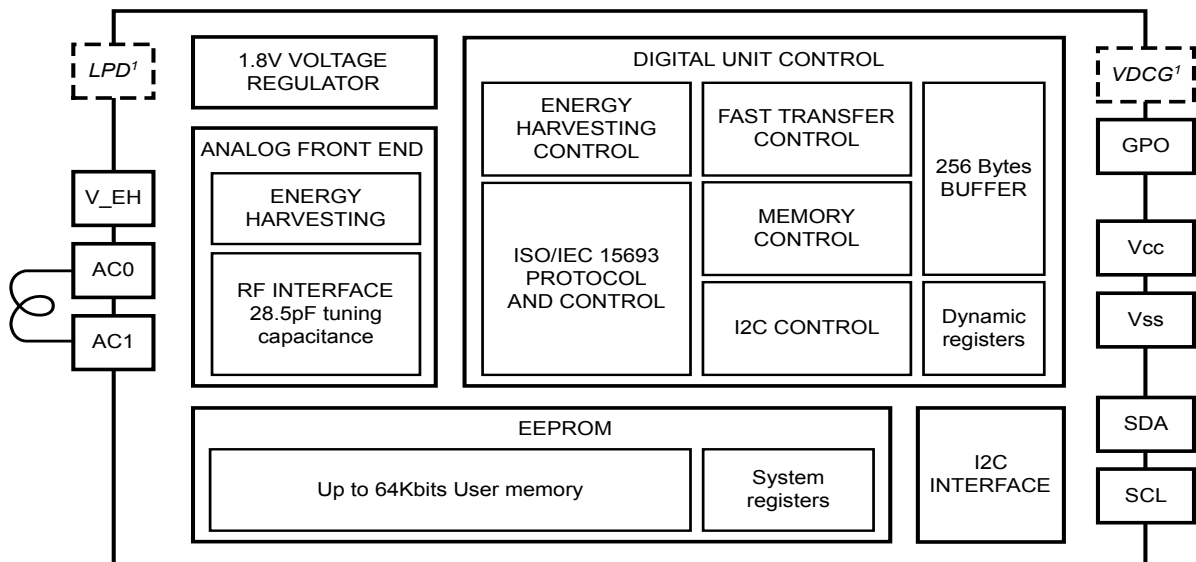 LPD¹
V_EH
AC0
AC1
1.8V VOLTAGE
REGULATOR
ANALOG FRONT END
ENERGY
HARVESTING
RF INTERFACE
28.5pF tuning
capacitance
DIGITAL UNIT CONTROL
ENERGY
HARVESTING
CONTROL
FAST TRANSFER
CONTROL
256 Bytes
BUFFER
ISO/IEC 15693
PROTOCOL
AND CONTROL
MEMORY
CONTROL
I2C CONTROL
Dynamic
registers
EEPROM
Up to 64Kbits User memory
System
registers
I2C
INTERFACE
VDCG¹
GPO
Vcc
Vss
SDA
SCL